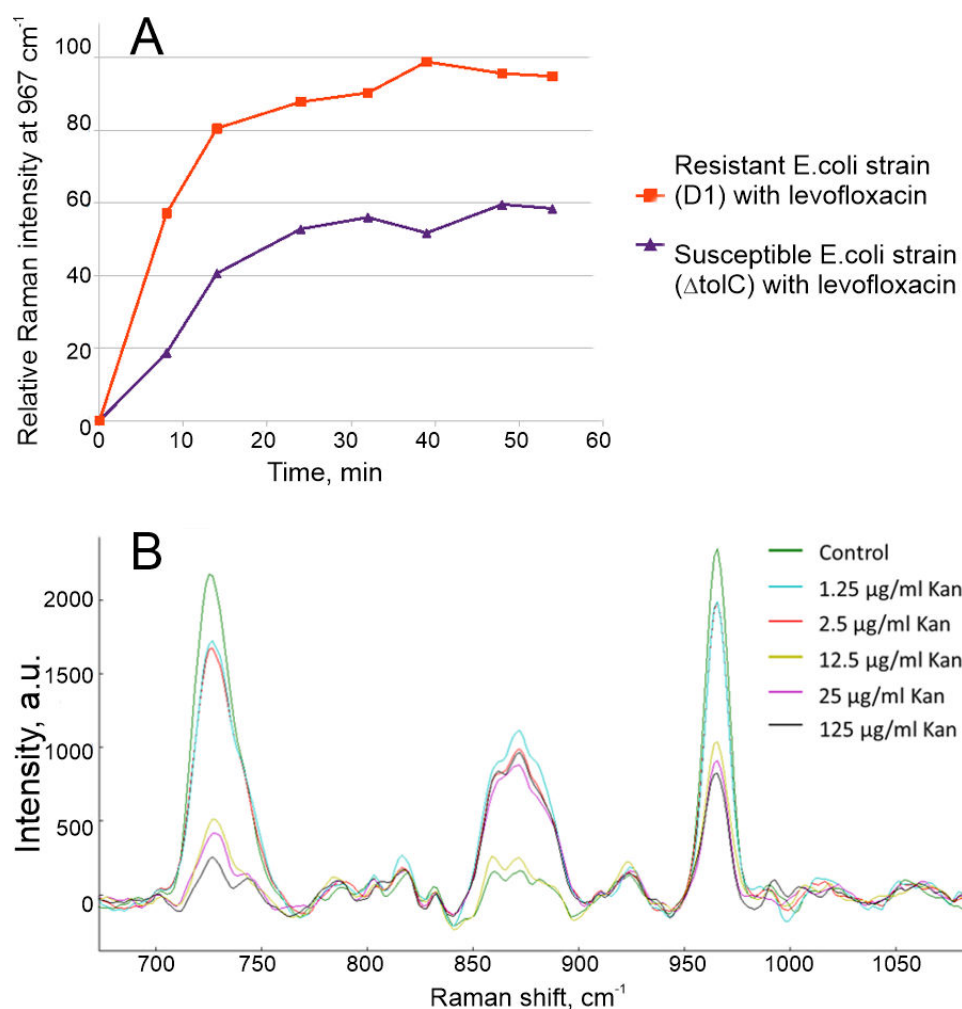 A
Relative Raman intensity at 967 cm-1
100
80
60
40
20
0
0 10 20 30 40 50 60
Time, min
Resistant E.coli strain
(D1) with levofloxacin
Susceptible E.coli strain
(ΔtolC) with levofloxacin
B
Intensity, a.u.
2000
1500
1000
500
0
700 750 800 850 900 950 1000 1050
Raman shift, cm-1
Control
1.25 µg/ml Kan
2.5 µg/ml Kan
12.5 µg/ml Kan
25 µg/ml Kan
125 µg/ml Kan